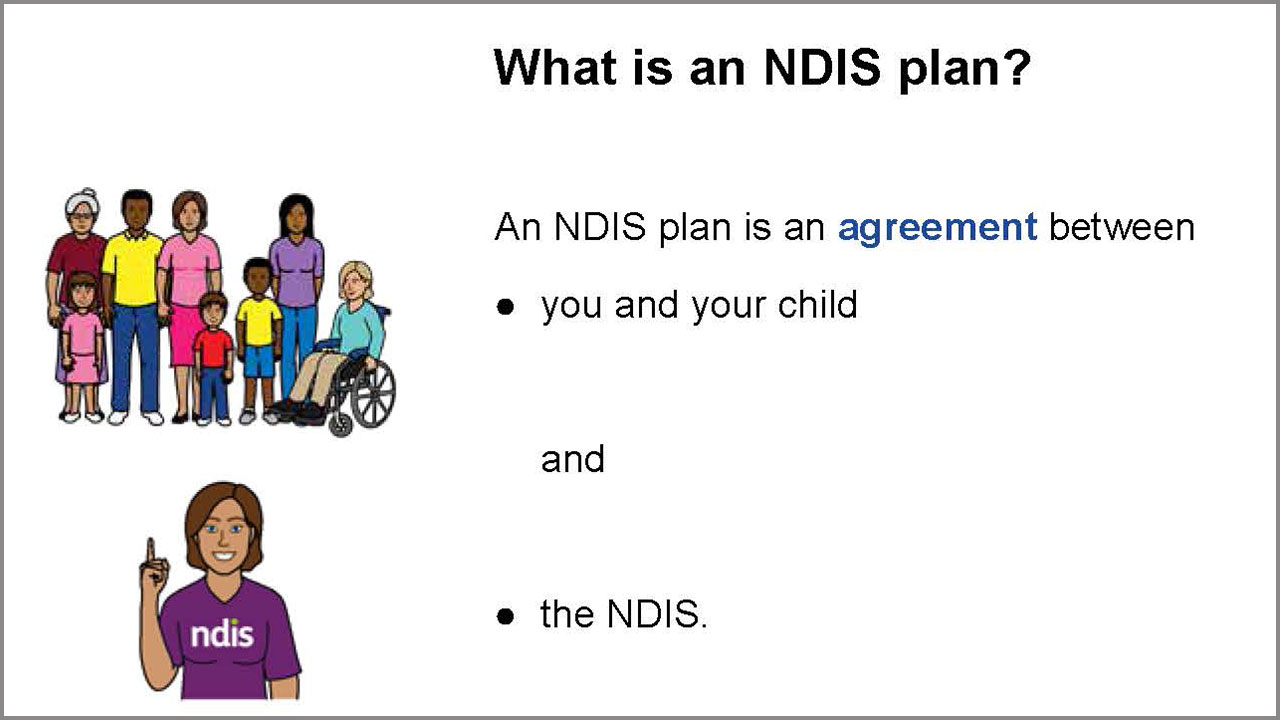 What is an NDIS plan?
An NDIS plan is an agreement between
● you and your child
and
● the NDIS.
ndis